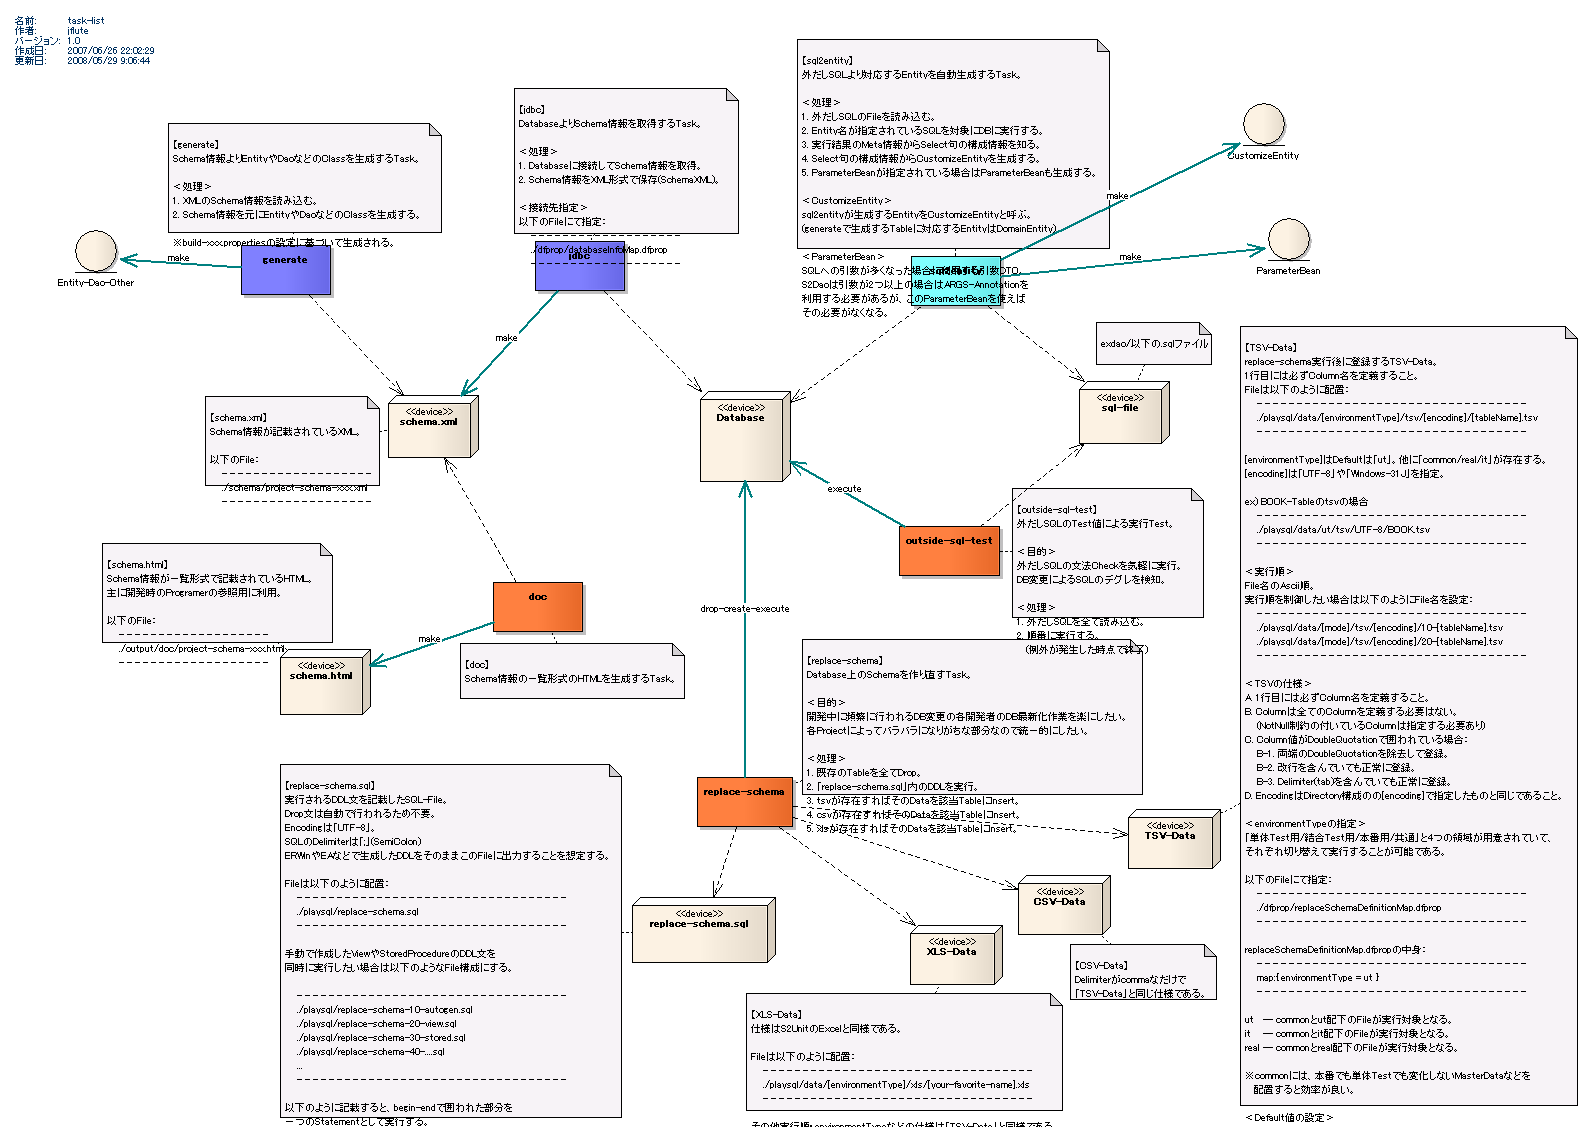 名前: task-list
作者: jflute
バージョン: 1.0
作成日: 2007/06/26 22:02:29
更新日: 2008/05/29 9:06:44
【generate】
Schema情報よりEntityやDaoなどのClassを生成するTask。
＜処理＞
1. XMLのSchema情報を読み込む。
2. Schema情報を元にEntityやDaoなどのClassを生成する。
※build-xxx.propertiesの設定に基づいて生成される。
generate
make
Entity-Dao-Other
【jdbc】
DatabaseよりSchema情報を取得するTask。
＜処理＞
1. Databaseに接続してSchema情報を取得。
2. Schema情報をXML形式で保存(SchemaXML)。
＜接続先指定＞
以下のFileにて指定:
./dfprop/databaseInfoMap.dfprop
jdbc
make
【sql2entity】
外だしSQLより対応するEntityを自動生成するTask。
＜処理＞
1. 外だしSQLのFileを読み込む。
2. Entity名が指定されているSQLを対象にDBに実行する。
3. 実行結果のMeta情報からSelect句の構成情報を知る。
4. Select句の構成情報からCustomizeEntityを生成する。
5. ParameterBeanが指定されている場合はParameterBeanも生成する。
＜CustomizeEntity＞
sql2entityが生成するEntityをCustomizeEntityと呼ぶ。
(generateで生成するTableに対応するEntityはDomainEntity)
＜ParameterBean＞
SQLへの引数が多くなった場合に利用する引数DTO。
S2Daoは引数が2つ以上の場合はARGS-Annotationを
利用する必要があるが、このParameterBeanを使えば
その必要がなくなる。
make
CustomizeEntity
make
ParameterBean
exdao/以下の.sqlファイル
<<device>>
sql-file
<<device>>
Database
<<device>>
schema.xml
【schema.xml】
Schema情報が記載されているXML。
以下のFile:
./schema/project-schema-xxx.xml
execute
outside-sql-test
【outside-sql-test】
外だしSQLのTest値による実行Test。
＜目的＞
外だしSQLの文法Checkを気軽に実行。
DB変更によるSQLのデグレを検知。
＜処理＞
1. 外だしSQLを全て読み込む。
2. 順番に実行する。
(例外が発生した時点で終了)
【schema.html】
Schema情報が一覧形式で記載されているHTML。
主に開発時のProgramerの参照用に利用。
以下のFile:
./output/doc/project-schema-xxx.html
doc
make
<<device>>
schema.html
【doc】
Schema情報の一覧形式のHTMLを生成するTask。
drop-create-execute
【replace-schema】
Database上のSchemaを作り直すTask。
＜目的＞
開発中に頻繁に行われるDB変更の各開発者のDB最新化作業を楽にしたい。
各Projectによってバラバラになりがちな部分なので統一的にしたい。
＜処理＞
1. 既存のTableを全てDrop。
2. 「replace-schema.sql」内のDDLを実行。
3. tsvが存在すればそのDataを該当TableにInsert。
4. csvが存在すればそのDataを該当TableにInsert。
5. xlsが存在すればそのDataを該当TableにInsert。
replace-schema
【replace-schema.sql】
実行されるDDL文を記載したSQL-File。
Drop文は自動で行われるため不要。
Encodingは「UTF-8」。
SQLのDelimiterは「;」(SemiColon)
ERWinやEAなどで生成したDDLをそのままこのFileに出力することを想定する。
Fileは以下のように配置:
./playsql/replace-schema.sql
手動で作成したViewやStoredProcedureのDDL文を
同時に実行したい場合は以下のようなFile構成にする。
./playsql/replace-schema-10-autogen.sql
./playsql/replace-schema-20-view.sql
./playsql/replace-schema-30-stored.sql
./playsql/replace-schema-40-....sql
...
以下のように記載すると、begin-endで囲われた部分を
一つのStatementとして実行する。
<<device>>
replace-schema.sql
<<device>>
XLS-Data
<<device>>
CSV-Data
<<device>>
TSV-Data
【CSV-Data】
Delimiterがcommaなだけで
「TSV-Data」と同じ仕様である。
【XLS-Data】
仕様はS2UnitのExcelと同様である。
Fileは以下のように配置:
./playsql/data/[environmentType]/xls/[your-favorite-name].xls
その他実行順・environmentTypeなどの仕様は「TSV-Data」と同様である。
【TSV-Data】
replace-schema実行後に登録するTSV-Data。
1行目には必ずColumn名を定義すること。
Fileは以下のように配置:
./playsql/data/[environmentType]/tsv/[encoding]/[tableName].tsv
[environmentType]はDefaultは「ut」。他に「common/real/it」が存在する。
[encoding]は「UTF-8」や「Windows-31J」を指定。
ex) BOOK-Tableのtsvの場合
./playsql/data/ut/tsv/UTF-8/BOOK.tsv
＜実行順＞
File名のAscii順。
実行順を制御したい場合は以下のようにFile名を設定:
./playsql/data/[mode]/tsv/[encoding]/10-[tableName].tsv
./playsql/data/[mode]/tsv/[encoding]/20-[tableName].tsv
＜TSVの仕様＞
A. 1行目には必ずColumn名を定義すること。
B. Columnは全てのColumnを定義する必要はない。
(NotNull制約の付いているColumnは指定する必要あり)
C. Column値がDoubleQuotationで囲われている場合:
B-1. 両端のDoubleQuotationを除去して登録。
B-2. 改行を含んでいても正常に登録。
B-3. Delimiter(tab)を含んでいても正常に登録。
D. EncodingはDirectory構成のの[encoding]で指定したものと同じであること。
＜environmentTypeの指定＞
「単体Test用/結合Test用/本番用/共通」と4つの領域が用意されていて、
それぞれ切り替えて実行することが可能である。
以下のFileにて指定:
./dfprop/replaceSchemaDefinitionMap.dfprop
replaceSchemaDefinitionMap.dfpropの中身:
map:{environmentType = ut }
ut ― commonとut配下のFileが実行対象となる。
it ― commonとit配下のFileが実行対象となる。
real ― commonとreal配下のFileが実行対象となる。
※commonには、本番でも単体Testでも変化しないMasterDataなどを
配置すると効率が良い。
＜Default値の設定＞